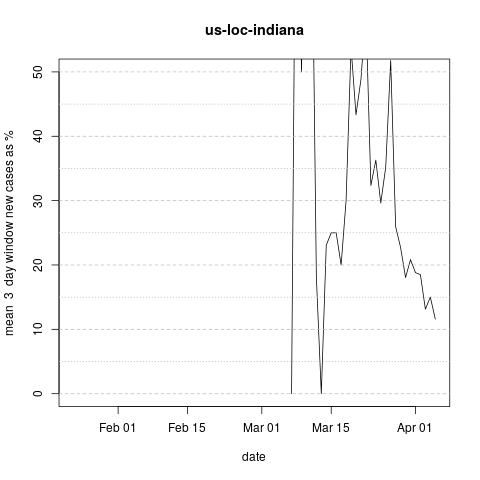 us-loc-indiana
mean 3 day window new cases as %
50
40
30
20
10
0
Feb 01
Feb 15
Mar 01
Mar 15
Apr 01
date